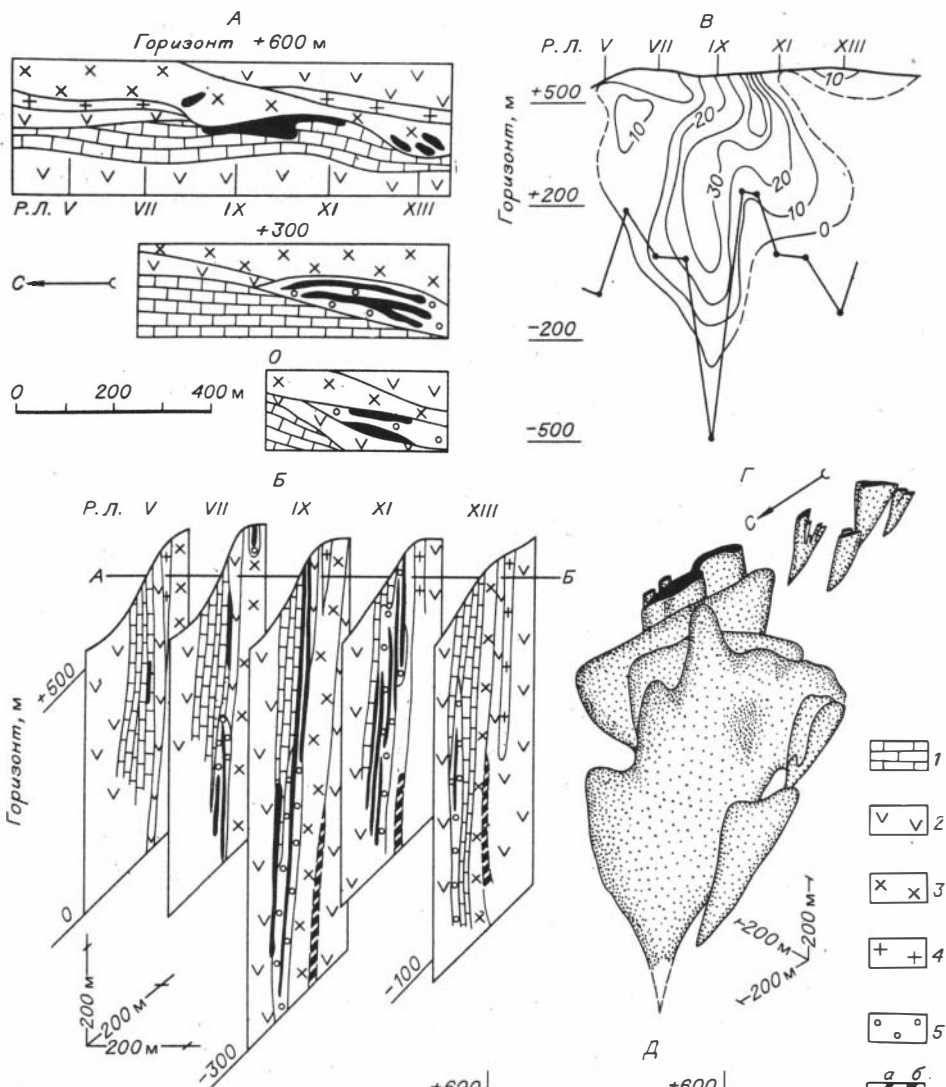 А
Горизонт +600 м
Р.Л. V VII IX XI XIII
+300
С
0
0 200 400 м
В
Р.Л. V VII IX XI XIII
+500
+200
-200
-500
Горизонт, м
10
20
30
20
10
0
10
Б
Р.Л. V VII IX XI XIII
А Б
+500
0
-300
-100
Горизонт, м
200 м
200 м
200 м
Г
С
200 м
200 м
200 м
1
2
3
4
5
а б
Д
+600 +600